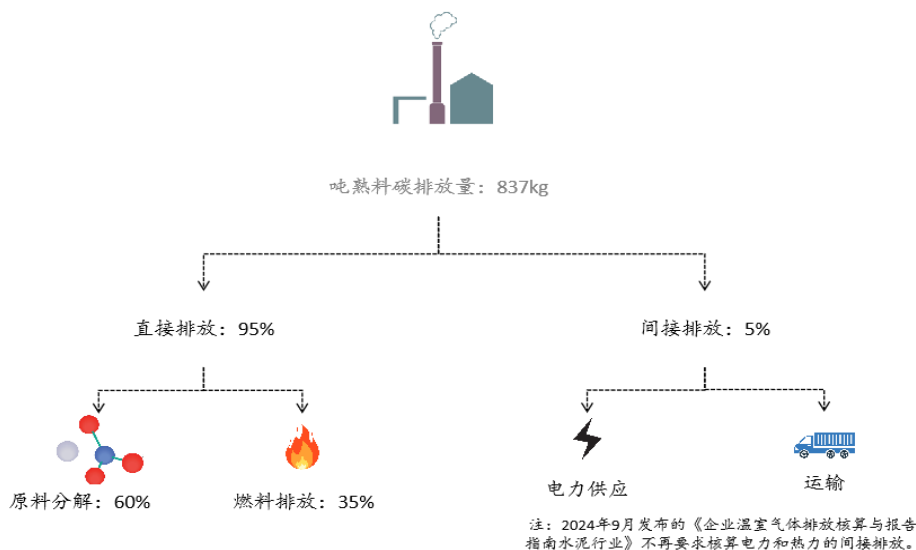 吨熟料碳排放量：837kg
直接排放：95%
间接排放：5%
原料分解：60%
燃料排放：35%
电力供应
运输
注：2024年9月发布的《企业温室气体排放核算与报告
指南水泥行业》不再要求核算电力和热力的间接排放。